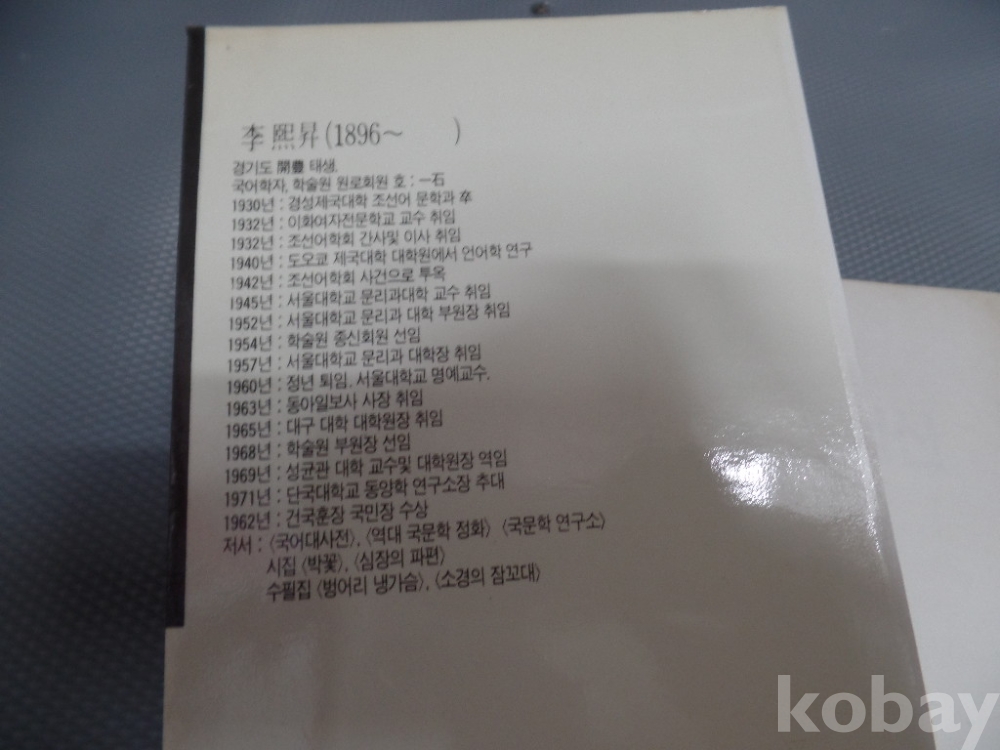 李熙昇(1896～ )
경기도 開豊 태생.
국어학자, 학술원 원로회원 호 : 一石
1930년 : 경성제국대학 조선어 문학과 卒
1932년 : 이화여자전문학교 교수 취임
1932년 : 조선어학회 간사및 이사 취임
1940년 : 도오쿄 제국대학 대학원에서 언어학 연구
1942년 : 조선어학회 사건으로 투옥
1945년 : 서울대학교 문리과대학 교수 취임
1952년 : 서울대학교 문리과 대학 부원장 취임
1954년 : 학술원 종신회원 선임
1957년 : 서울대학교 문리과 대학장 취임
1960년 : 정년 퇴임. 서울대학교 명예교수.
1963년 : 동아일보사 사장 취임
1965년 : 대구 대학 대학원장 취임
1968년 : 학술원 부원장 선임
1969년 : 성균관 대학 교수및 대학원장 역임
1971년 : 단국대학교 동양학 연구소장 추대
1962년 : 건국훈장 국민장 수상
저서 : 〈국어대사전〉, 〈역대 국문학 정화〉 〈국문학 연구소〉
시집 〈박꽃〉, 〈심장의 파편〉
수필집 〈벙어리 냉가슴〉, 〈소경의 잠꼬대〉
kobay